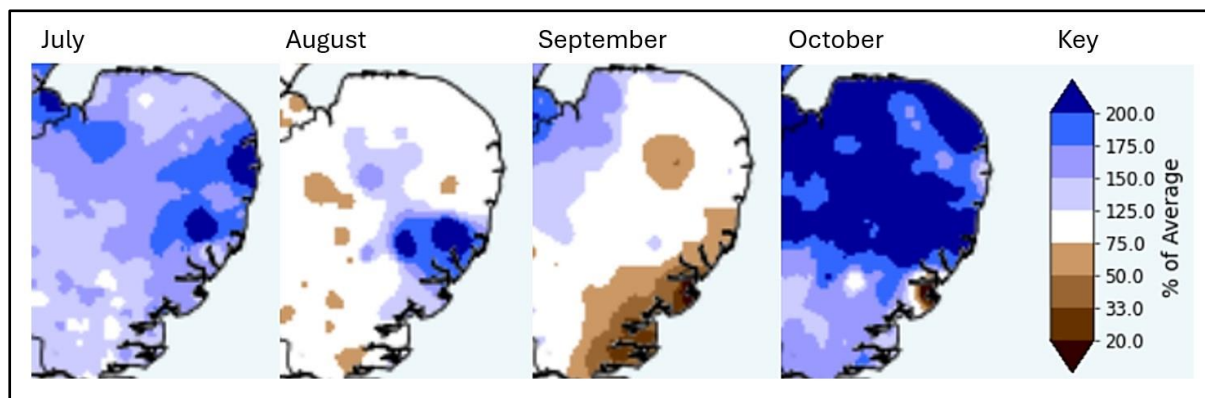 July
August
September
October
Key
200.0
175.0
150.0
125.0
75.0
50.0
33.0
20.0
% of Average